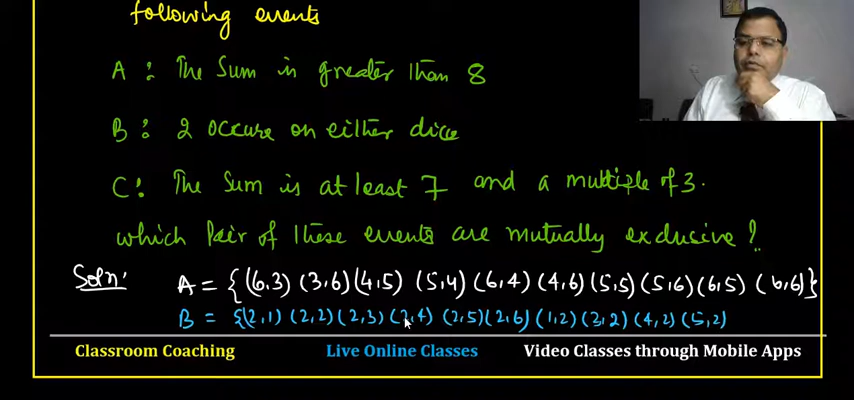 following events
A : The Sum is greater than 8
B : 2 occurs on either dice
C : The Sum is at least 7 and a multiple of 3.
which Pair of these events are mutually exclusive ?
Soln: A = {(6,3) (3,6) (4,5) (5,4) (6,4) (4,6) (5,5) (5,6) (6,5) (6,6)}
B = {(2,1) (2,2) (2,3) (2,4) (2,5) (2,6) (1,2) (3,2) (4,2) (5,2)
Classroom Coaching Live Online Classes Video Classes through Mobile Apps